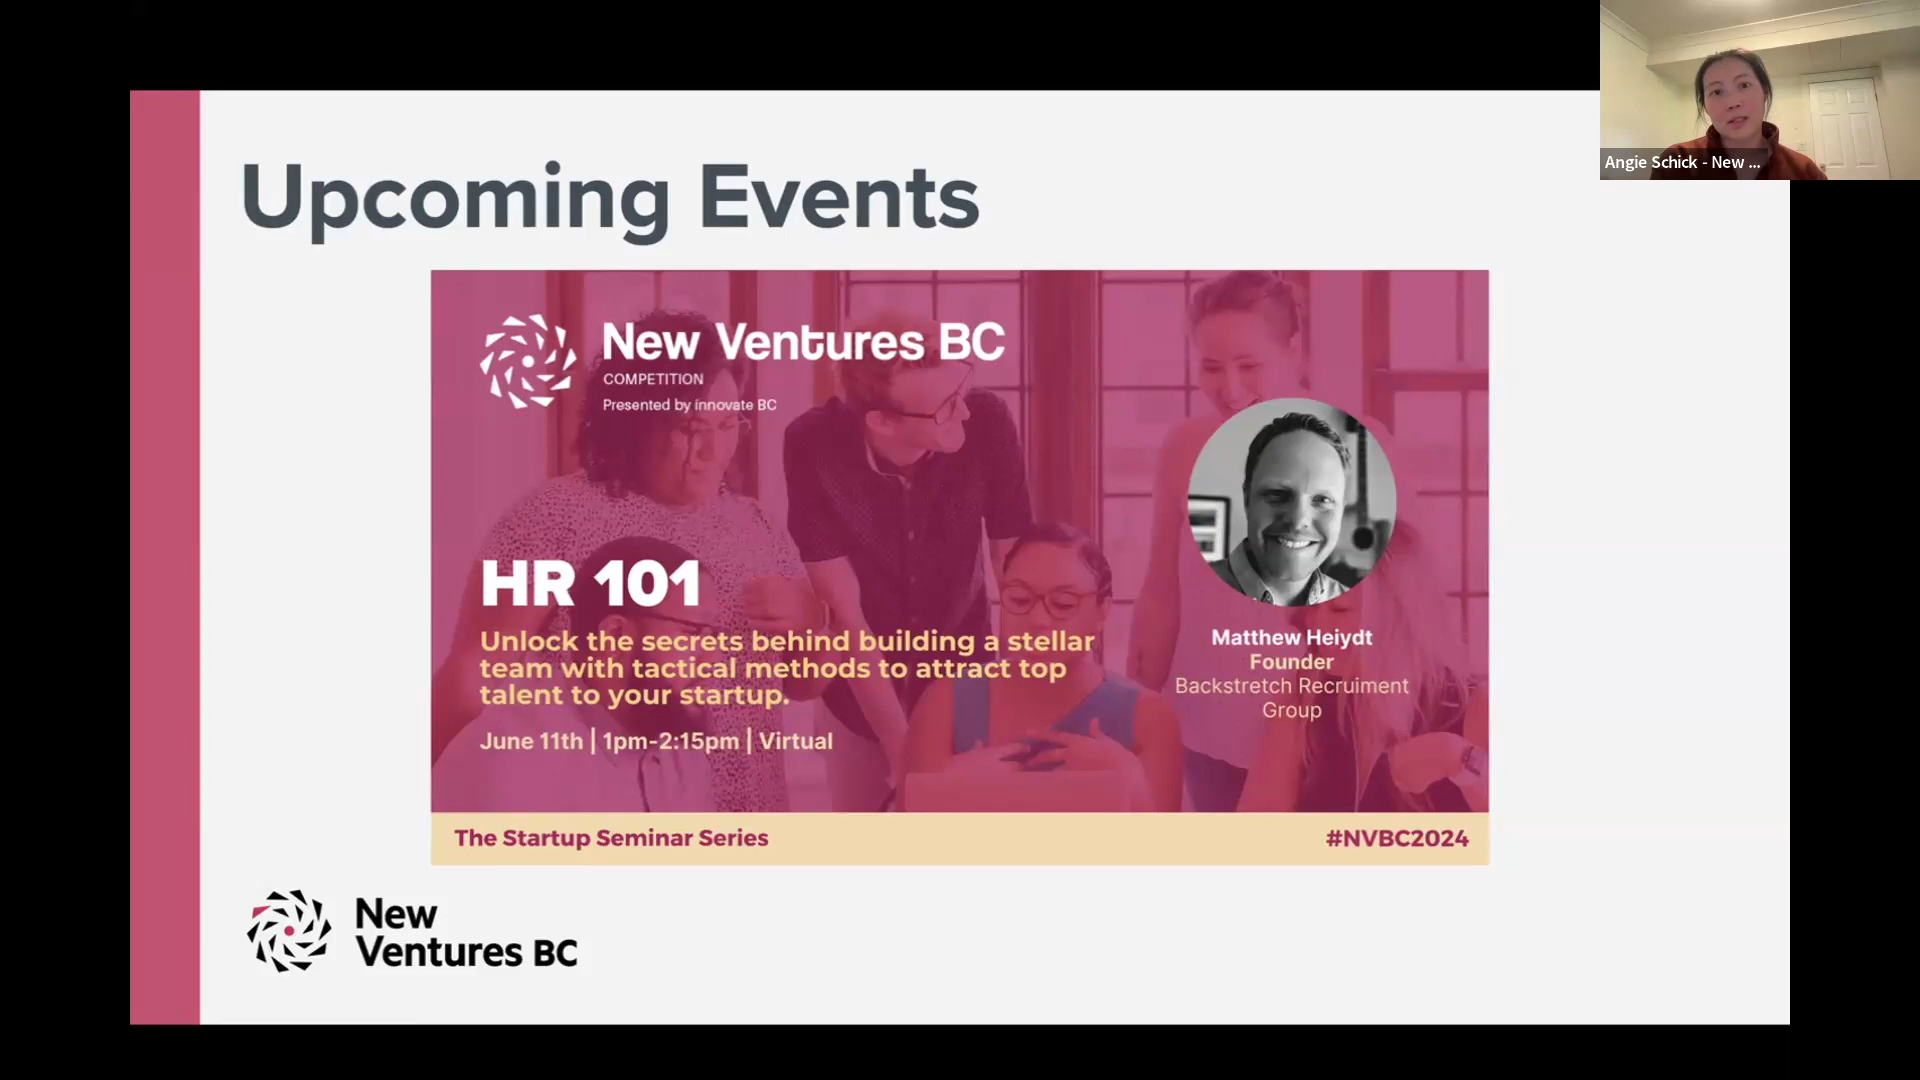 Upcoming Events
Angie Schick - New ...
New Ventures BC
COMPETITION
Presented by innovate BC
HR 101
Unlock the secrets behind building a stellar
team with tactical methods to attract top
talent to your startup.
June 11th | 1pm-2:15pm | Virtual
Matthew Heiydt
Founder
Backstretch Recruiment
Group
The Startup Seminar Series
#NVBC2024
New
Ventures BC